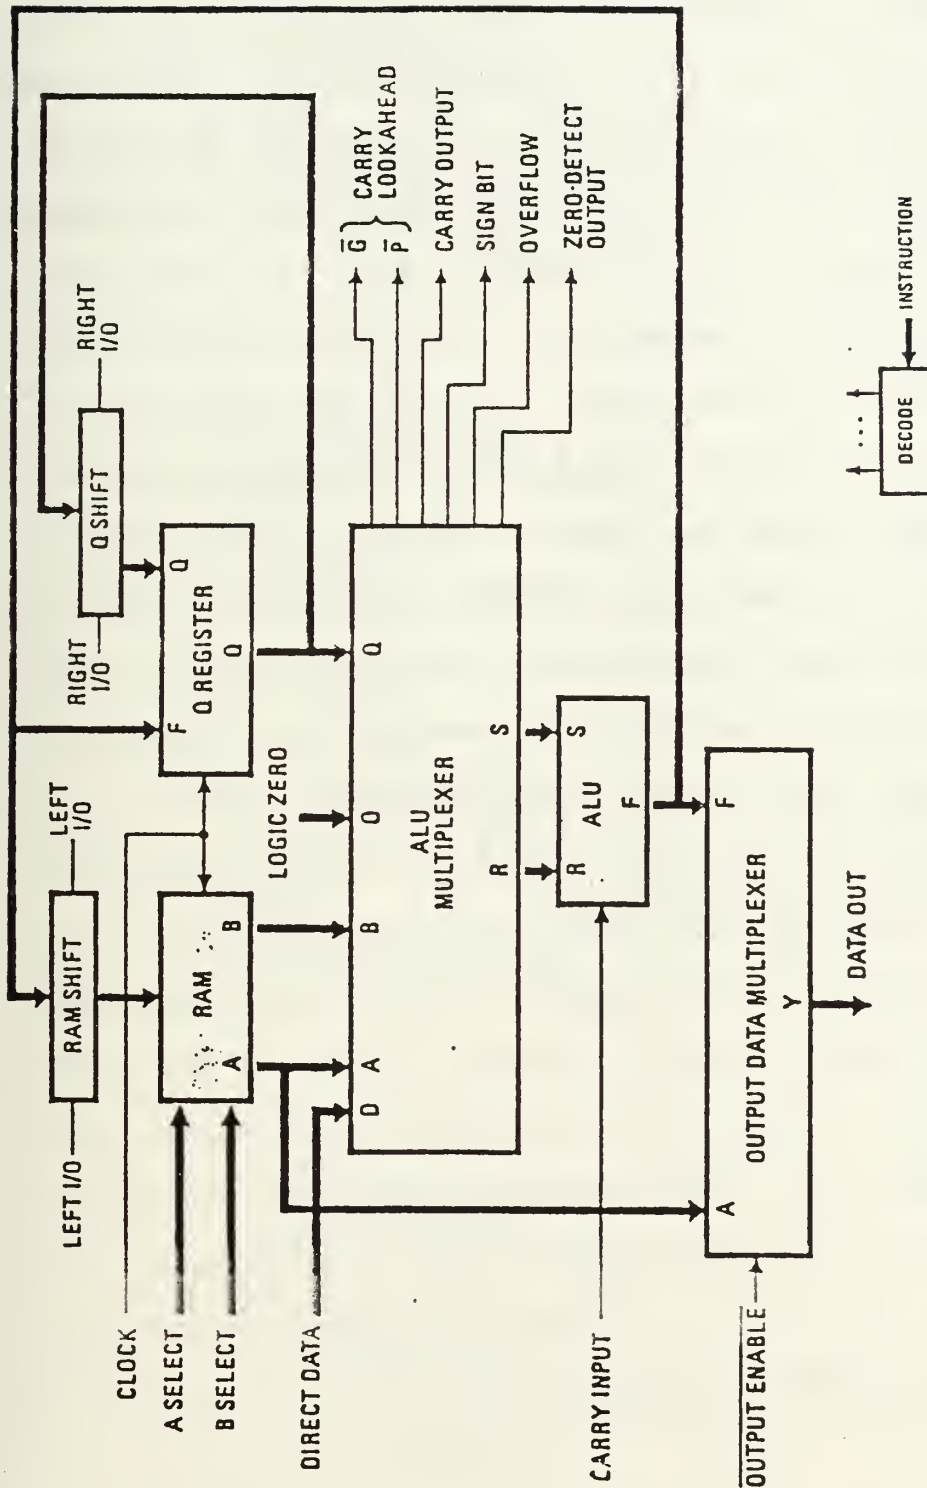 LEFT I/O
RAM SHIFT
LEFT
I/O
RIGHT
I/O
Q SHIFT
RIGHT
I/O
CLOCK
A SELECT
B SELECT
RAM
A
B
F
Q
Q REGISTER
Q
DIRECT DATA
LOGIC ZERO
D
A
B
O
Q
ALU
MULTIPLEXER
R
S
G
P
CARRY
LOOKAHEAD
CARRY OUTPUT
SIGN BIT
OVERFLOW
ZERO-DETECT
OUTPUT
CARRY INPUT
R
S
ALU
F
OUTPUT ENABLE
A
F
OUTPUT DATA MULTIPLEXER
Y
DATA OUT
...
DECODE
INSTRUCTION